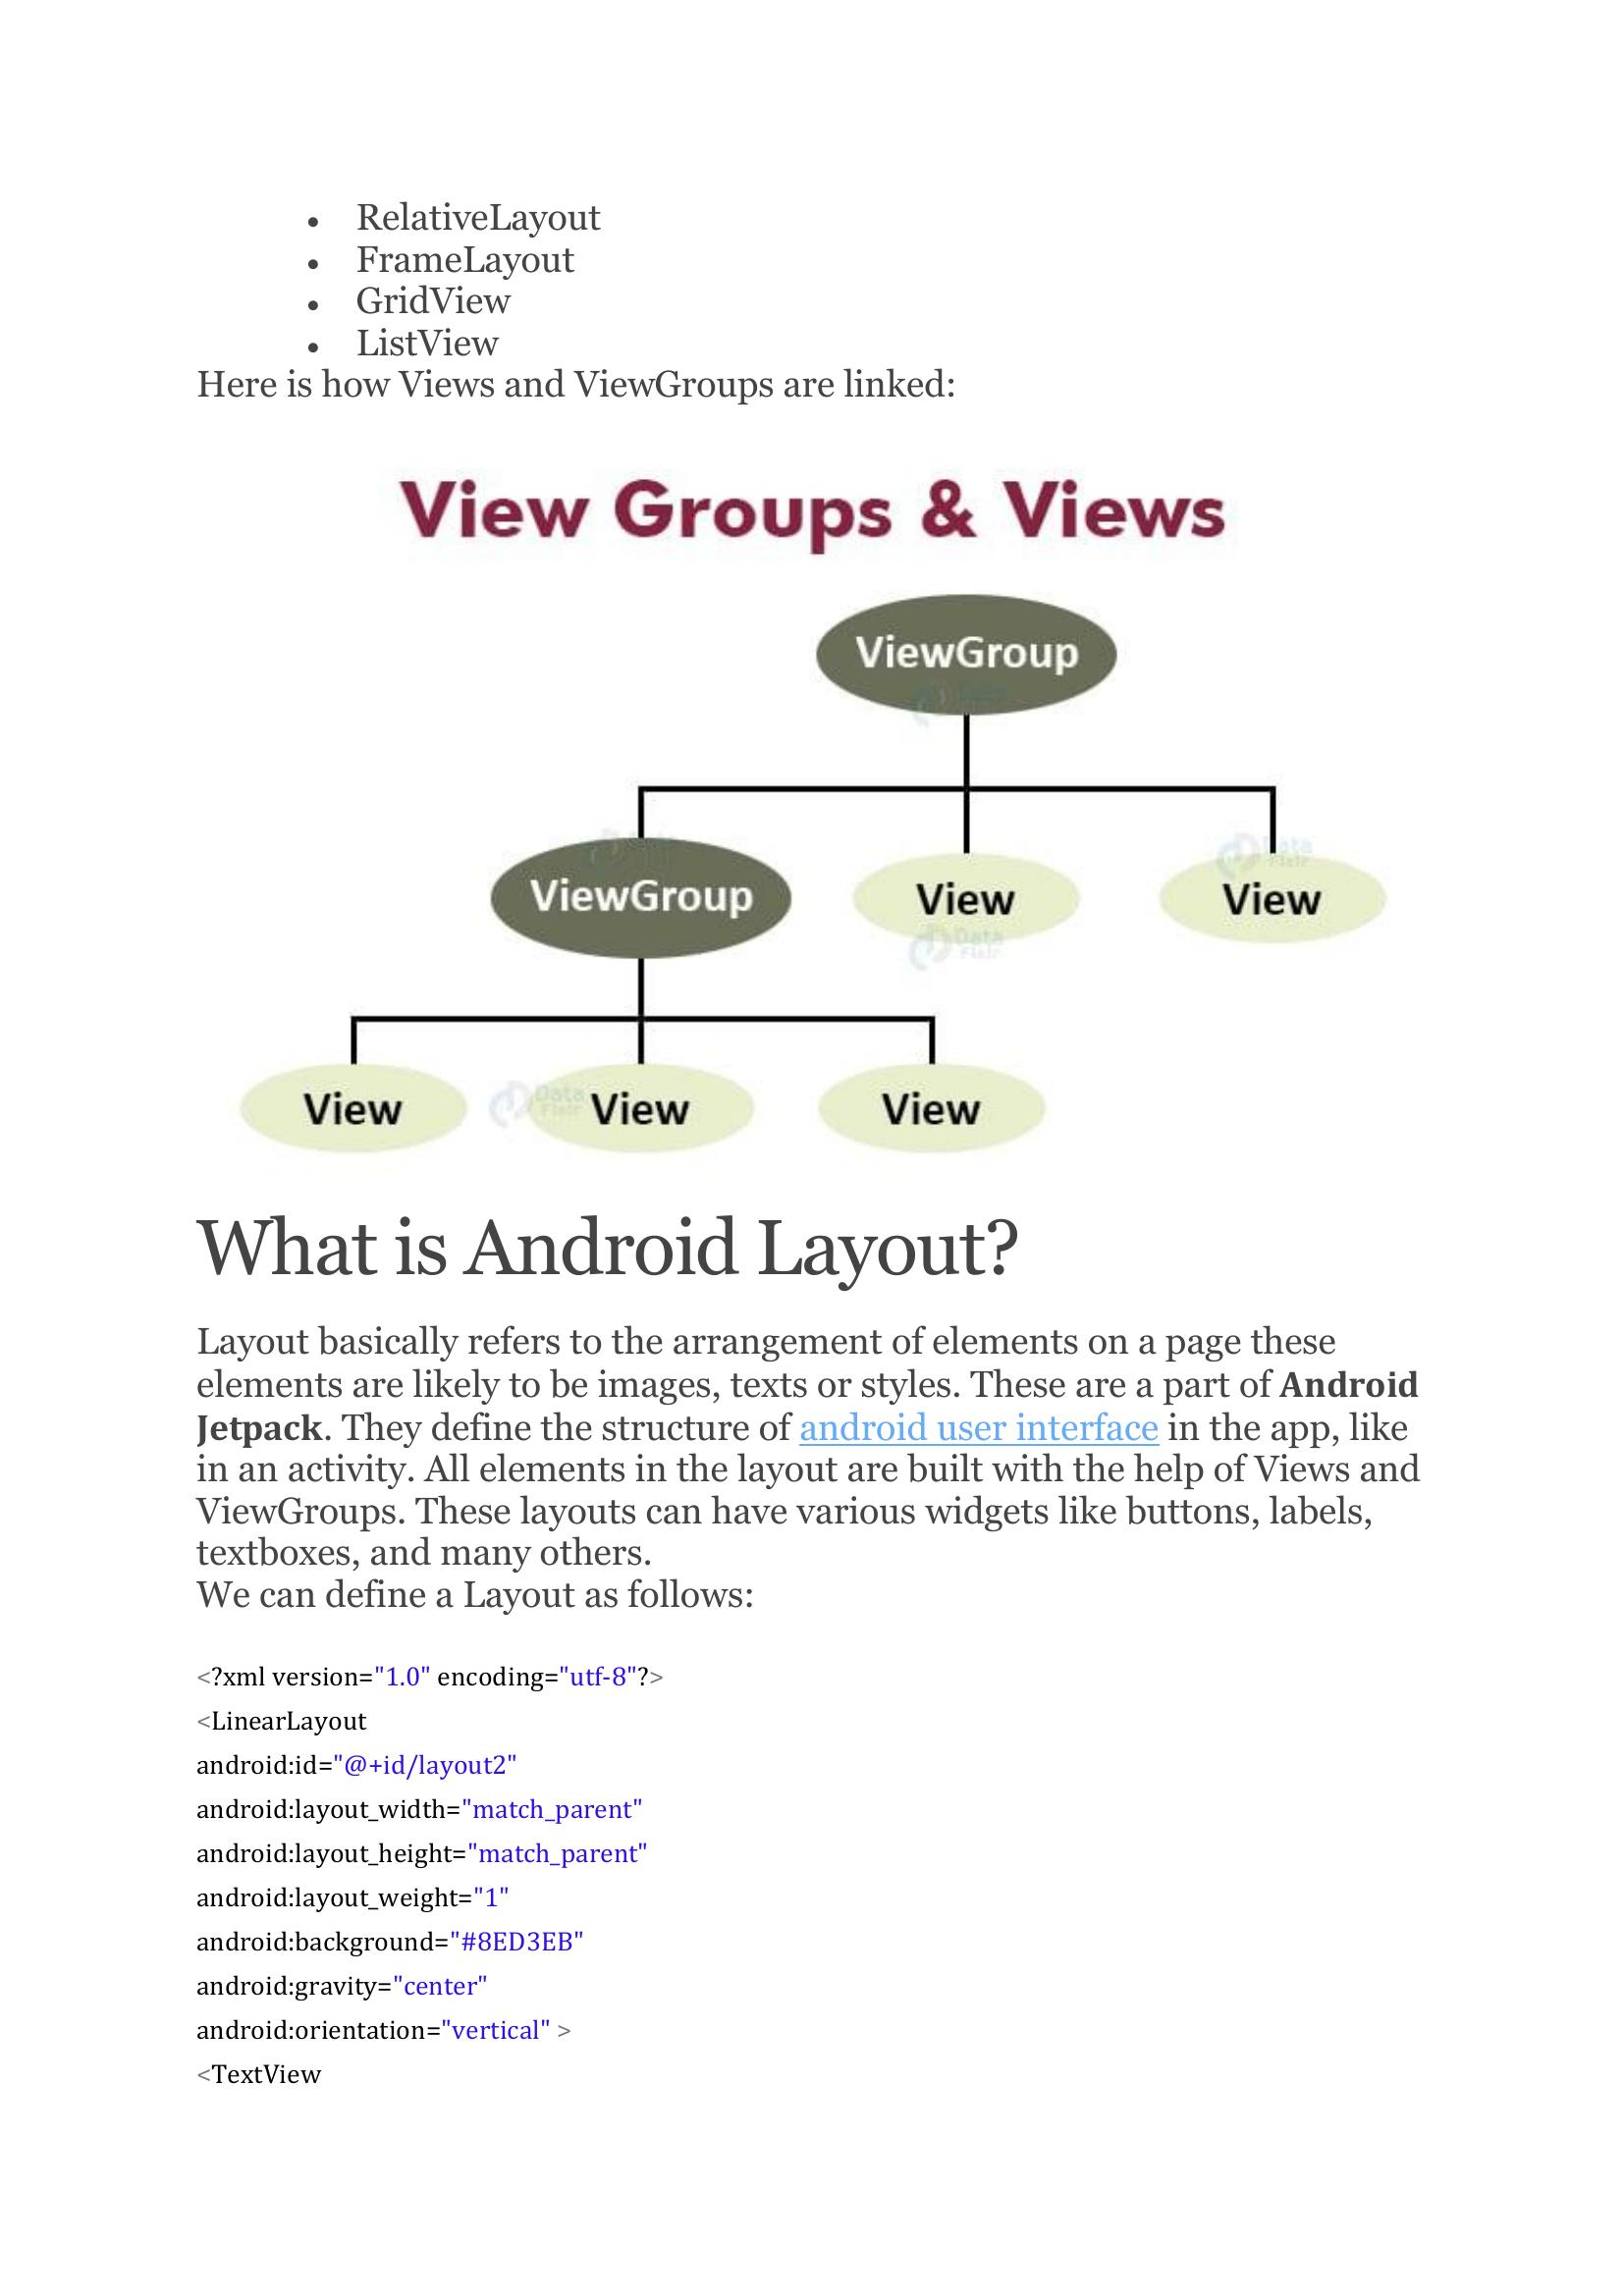 • RelativeLayout
• FrameLayout
• GridView
• ListView
Here is how Views and ViewGroups are linked:
View Groups & Views
ViewGroup
ViewGroup
View
View
Data
Flair
Data
Flair
View
View
View
Data
Flair
What is Android Layout?
Layout basically refers to the arrangement of elements on a page these
elements are likely to be images, texts or styles. These are a part of Android
Jetpack. They define the structure of android user interface in the app, like
in an activity. All elements in the layout are built with the help of Views and
ViewGroups. These layouts can have various widgets like buttons, labels,
textboxes, and many others.
We can define a Layout as follows:
<?xml version="1.0" encoding="utf-8"?>
<LinearLayout
android:id="@+id/layout2"
android:layout_width="match_parent"
android:layout_height="match_parent"
android:layout_weight="1"
android:background="#8ED3EB"
android:gravity="center"
android:orientation="vertical" >
<TextView